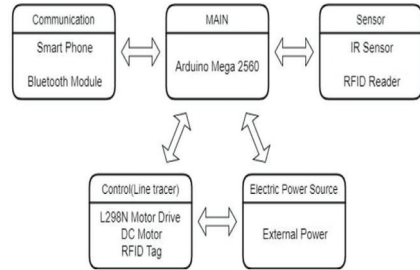 Communication
Smart Phone
Bluetooth Module
MAIN
Arduino Mega 2560
Sensor
IR Sensor
RFID Reader
Control(Line tracer)
L298N Motor Drive
DC Motor
RFID Tag
Electric Power Source
External Power